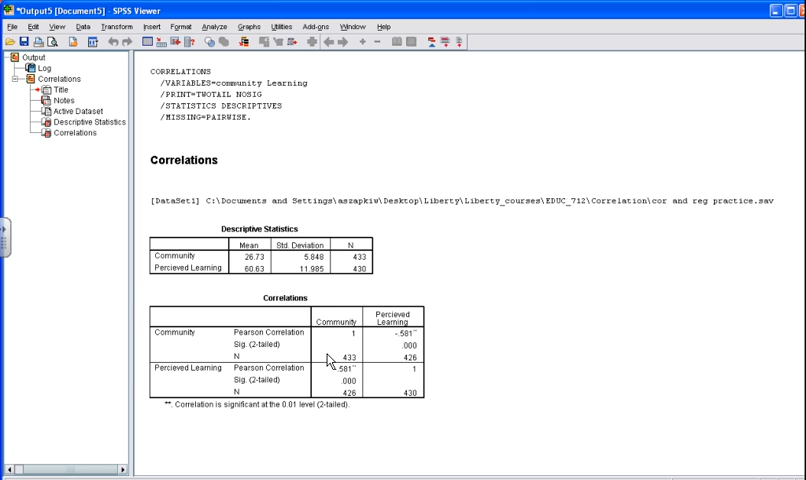 *Output5 [Document5] - SPSS Viewer
File Edit View Data Transform Insert Format Analyze Graphs Utilities Add-ons Window Help
Output
Log
Correlations
Title
Notes
Active Dataset
Descriptive Statistics
Correlations
CORRELATIONS
/VARIABLES=community Learning
/PRINT=TWOTAIL NOSIG
/STATISTICS DESCRIPTIVES
/MISSING=PAIRWISE.
Correlations
[DataSet1] C:\Documents and Settings\aszapkiw\Desktop\Liberty\Liberty_courses\EDUC_712\Correlation\cor and reg practice.sav
Descriptive Statistics
Mean Std. Deviation N
Community 26.73 5.848 433
Percieved Learning 60.63 11.985 430
Correlations
Community Percieved Learning
Community Pearson Correlation 1 -.581**
Sig. (2-tailed) .000
N 433 426
Percieved Learning Pearson Correlation .581** 1
Sig. (2-tailed) .000
N 426 430
**. Correlation is significant at the 0.01 level (2-tailed).